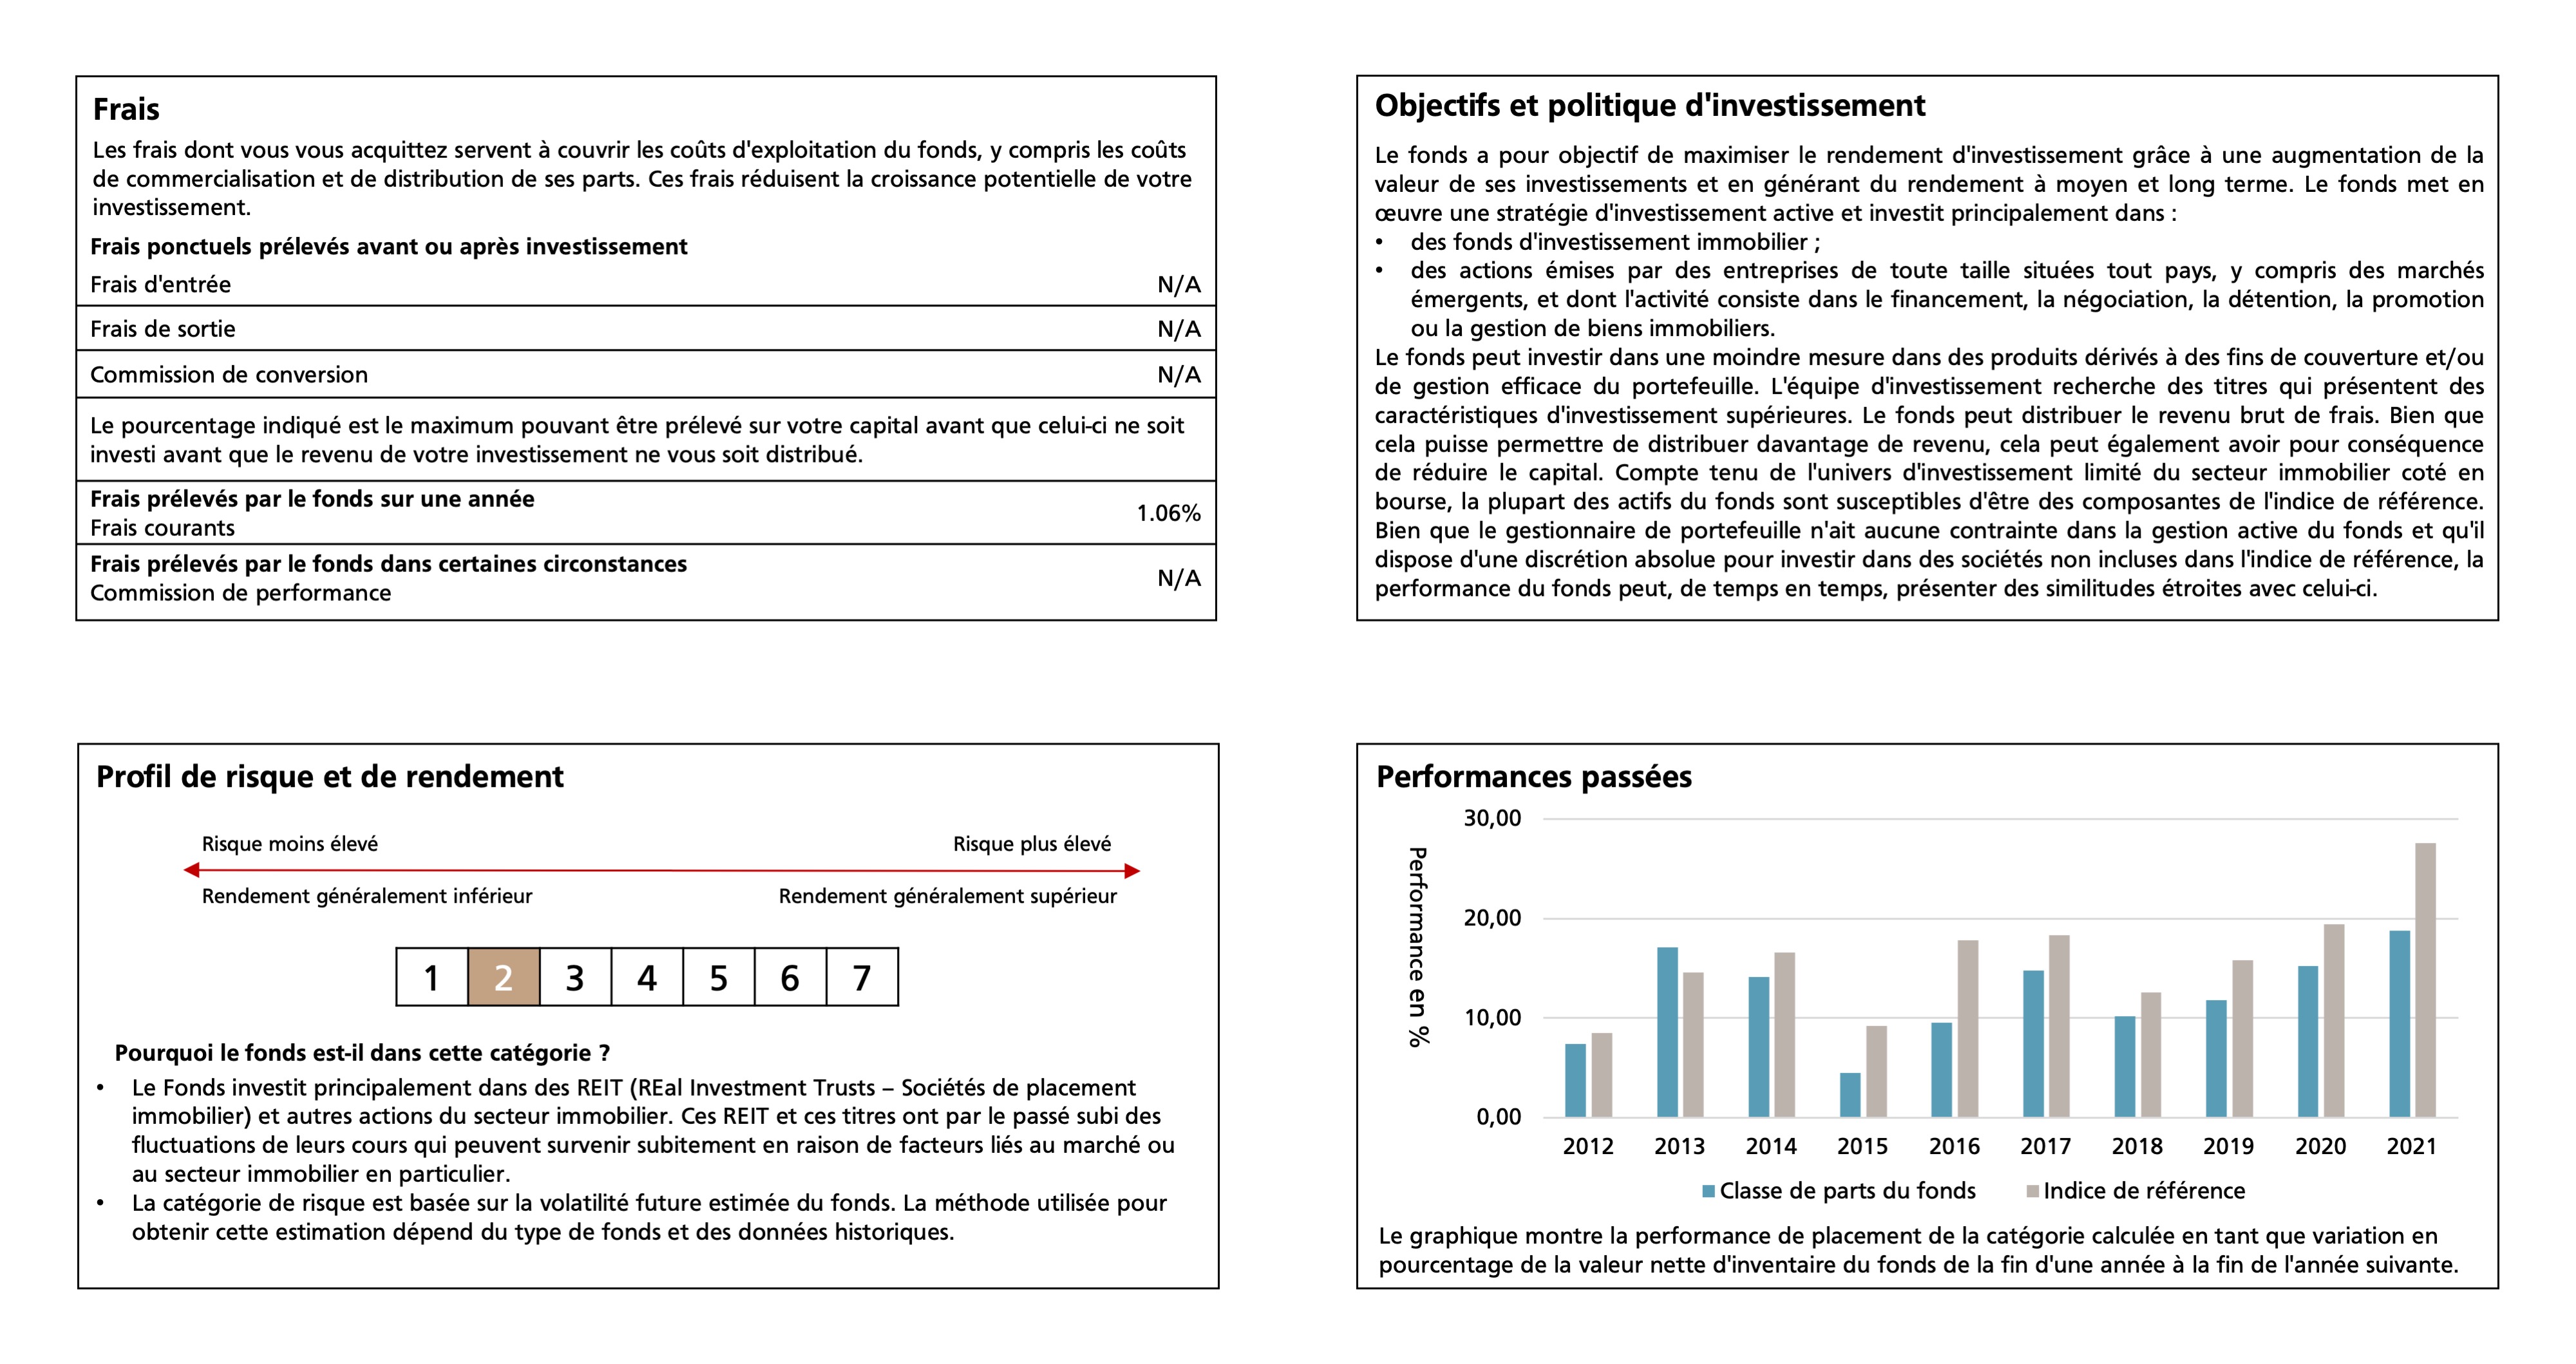 Frais
Les frais dont vous vous acquittez servent à couvrir les coûts d'exploitation du fonds, y compris les coûts
de commercialisation et de distribution de ses parts. Ces frais réduisent la croissance potentielle de votre
investissement.
Frais ponctuels prélevés avant ou après investissement
Frais d'entrée N/A
Frais de sortie N/A
Commission de conversion N/A
Le pourcentage indiqué est le maximum pouvant être prélevé sur votre capital avant que celui-ci ne soit
investi avant que le revenu de votre investissement ne vous soit distribué.
Frais prélevés par le fonds sur une année
Frais courants 1.06%
Frais prélevés par le fonds dans certaines circonstances
Commission de performance N/A
Objectifs et politique d'investissement
Le fonds a pour objectif de maximiser le rendement d'investissement grâce à une augmentation de la
valeur de ses investissements et en générant du rendement à moyen et long terme. Le fonds met en
œuvre une stratégie d'investissement active et investit principalement dans :
• des fonds d'investissement immobilier ;
• des actions émises par des entreprises de toute taille situées tout pays, y compris des marchés
émergents, et dont l'activité consiste dans le financement, la négociation, la détention, la promotion
ou la gestion de biens immobiliers.
Le fonds peut investir dans une moindre mesure dans des produits dérivés à des fins de couverture et/ou
de gestion efficace du portefeuille. L'équipe d'investissement recherche des titres qui présentent des
caractéristiques d'investissement supérieures. Le fonds peut distribuer le revenu brut de frais. Bien que
cela puisse permettre de distribuer davantage de revenu, cela peut également avoir pour conséquence
de réduire le capital. Compte tenu de l'univers d'investissement limité du secteur immobilier coté en
bourse, la plupart des actifs du fonds sont susceptibles d'être des composantes de l'indice de référence.
Bien que le gestionnaire de portefeuille n'ait aucune contrainte dans la gestion active du fonds et qu'il
dispose d'une discrétion absolue pour investir dans des sociétés non incluses dans l'indice de référence, la
performance du fonds peut, de temps en temps, présenter des similitudes étroites avec celui-ci.
Profil de risque et de rendement
Risque moins élevé Risque plus élevé
Rendement généralement inférieur Rendement généralement supérieur
1 2 3 4 5 6 7
Pourquoi le fonds est-il dans cette catégorie ?
• Le Fonds investit principalement dans des REIT (REal Investment Trusts – Sociétés de placement
immobilier) et autres actions du secteur immobilier. Ces REIT et ces titres ont par le passé subi des
fluctuations de leurs cours qui peuvent survenir subitement en raison de facteurs liés au marché ou
au secteur immobilier en particulier.
• La catégorie de risque est basée sur la volatilité future estimée du fonds. La méthode utilisée pour
obtenir cette estimation dépend du type de fonds et des données historiques.
Performances passées
Performance en %
30,00
20,00
10,00
0,00
2012 2013 2014 2015 2016 2017 2018 2019 2020 2021
Classe de parts du fonds Indice de référence
Le graphique montre la performance de placement de la catégorie calculée en tant que variation en
pourcentage de la valeur nette d'inventaire du fonds de la fin d'une année à la fin de l'année suivante.